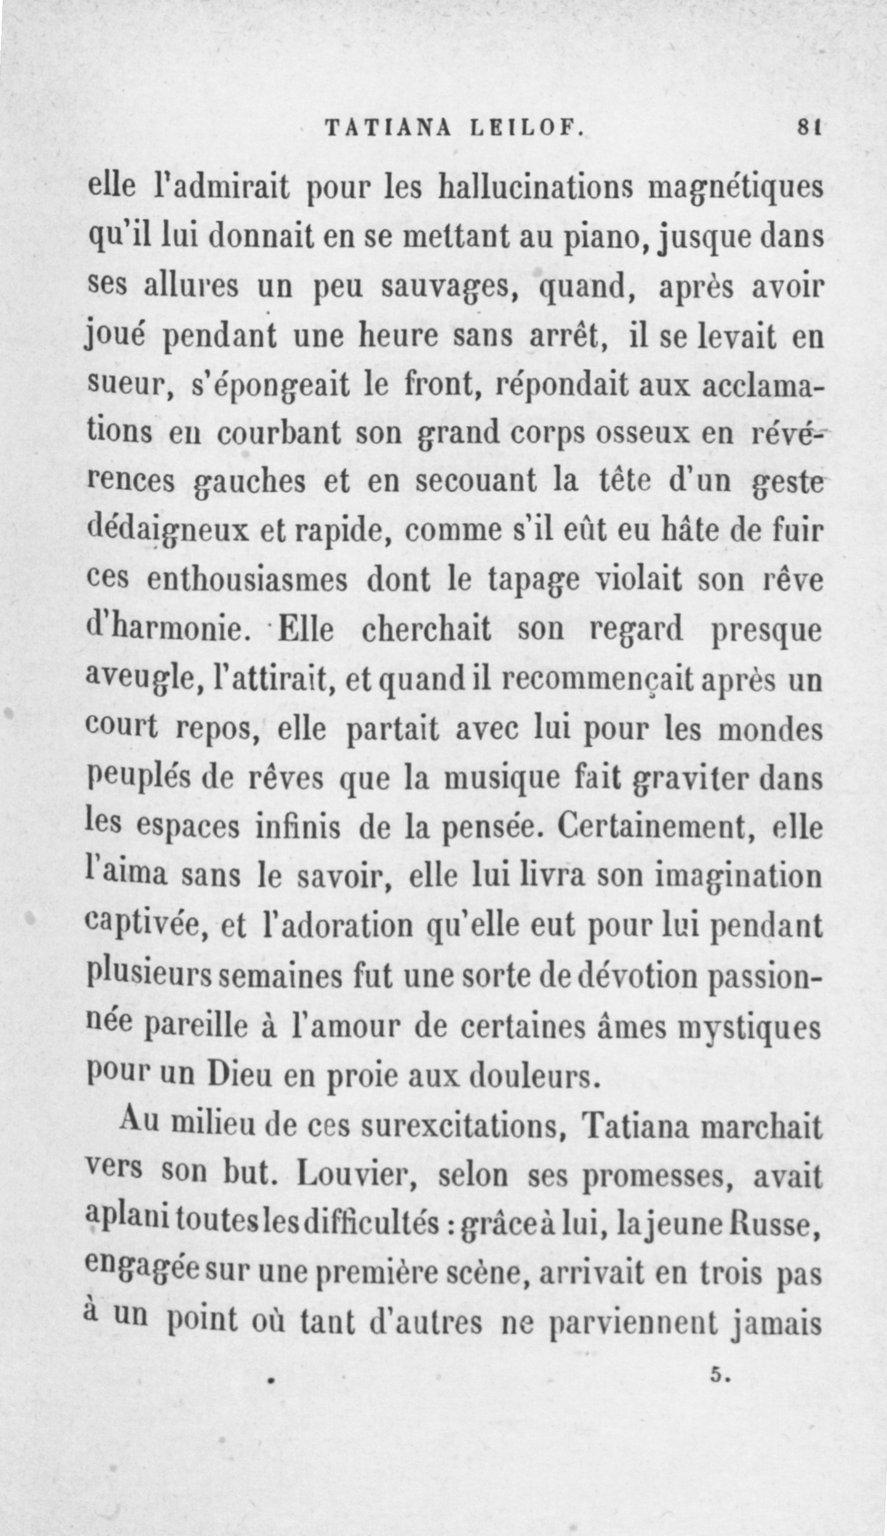 TATIANA LEILOF. 81
elle l'admirait pour les hallucinations magnétiques
qu'il lui donnait en se mettant au piano, jusque dans
ses allures un peu sauvages, quand, après avoir
joué pendant une heure sans arrêt, il se levait en
sueur, s'épongeait le front, répondait aux acclama-
tions en courbant son grand corps osseux en révé-
rences gauches et en secouant la tête d'un geste
dédaigneux et rapide, comme s'il eût eu hâte de fuir
ces enthousiasmes dont le tapage violait son rêve
d'harmonie. Elle cherchait son regard presque
aveugle, l'attirait, et quand il recommençait après un
court repos, elle partait avec lui pour les mondes
peuplés de rêves que la musique fait graviter dans
les espaces infinis de la pensée. Certainement, elle
l'aima sans le savoir, elle lui livra son imagination
captivée, et l'adoration qu'elle eut pour lui pendant
plusieurs semaines fut une sorte de dévotion passion-
née pareille à l'amour de certaines âmes mystiques
pour un Dieu en proie aux douleurs.
Au milieu de ces surexcitations, Tatiana marchait
vers son but. Louvier, selon ses promesses, avait
aplani toutes les difficultés : grâce à lui, la jeune Russe,
engagée sur une première scène, arrivait en trois pas
à un point où tant d'autres ne parviennent jamais
5.